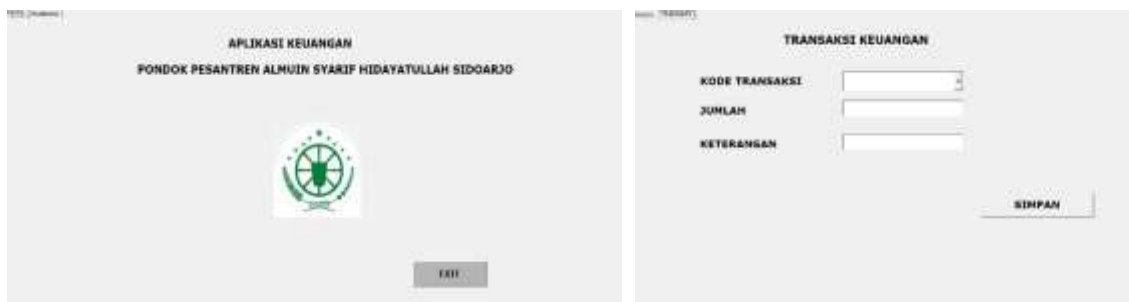 APLIKASI KEUANGAN
PONDOK PESANTREN ALMUIN SYARIF HIDAYATULLAH SIDOARJO
EXIT
TRANSAKSI KEUANGAN
KODE TRANSAKSI
JUMLAH
KETERANGAN
SIMPAN